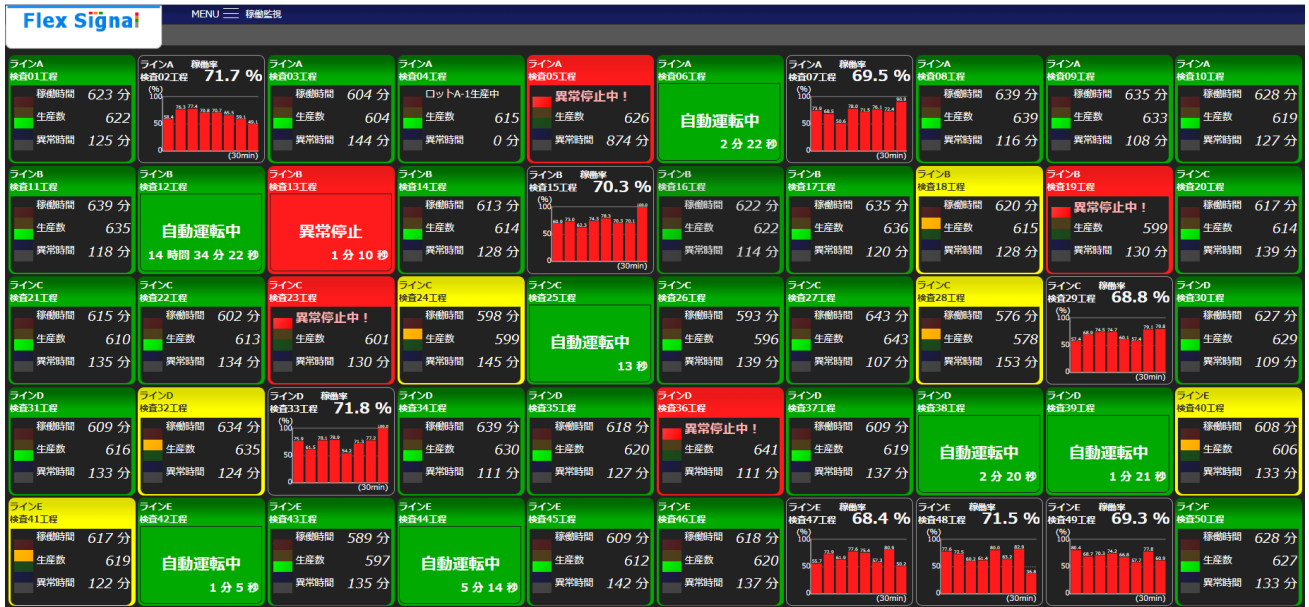 Flex Signal
MENU 稼働監視
ラインA
検査01工程
稼働時間 623 分
生産数 622
異常時間 125 分
ラインA 稼働率
検査02工程 71.7 %
(%)
100
50
0
(30min)
ラインA
検査03工程
稼働時間 604 分
生産数 604
異常時間 144 分
ラインA
検査04工程
ロットA-1生産中
生産数 615
異常時間 0 分
ラインA
検査05工程
異常停止中！
生産数 626
異常時間 874 分
ラインA
検査06工程
自動運転中
2 分 22 秒
ラインA 稼働率
検査07工程 69.5 %
(%)
100
50
0
(30min)
ラインA
検査08工程
稼働時間 639 分
生産数 639
異常時間 116 分
ラインA
検査09工程
稼働時間 635 分
生産数 633
異常時間 108 分
ラインA
検査10工程
稼働時間 628 分
生産数 619
異常時間 127 分
ラインB
検査11工程
稼働時間 639 分
生産数 635
異常時間 118 分
ラインB
検査12工程
自動運転中
14 時間 34 分 22 秒
ラインB
検査13工程
異常停止
1 分 10 秒
ラインB
検査14工程
稼働時間 613 分
生産数 614
異常時間 128 分
ラインB 稼働率
検査15工程 70.3 %
(%)
100
50
0
(30min)
ラインB
検査16工程
稼働時間 622 分
生産数 622
異常時間 114 分
ラインB
検査17工程
稼働時間 635 分
生産数 636
異常時間 120 分
ラインB
検査18工程
稼働時間 620 分
生産数 615
異常時間 128 分
ラインB
検査19工程
異常停止中！
生産数 599
異常時間 130 分
ラインC
検査20工程
稼働時間 617 分
生産数 614
異常時間 139 分
ラインC
検査21工程
稼働時間 615 分
生産数 610
異常時間 135 分
ラインC
検査22工程
稼働時間 602 分
生産数 613
異常時間 134 分
ラインC
検査23工程
異常停止中！
生産数 601
異常時間 130 分
ラインC
検査24工程
稼働時間 598 分
生産数 599
異常時間 145 分
ラインC
検査25工程
自動運転中
13 秒
ラインC
検査26工程
稼働時間 593 分
生産数 596
異常時間 139 分
ラインC
検査27工程
稼働時間 643 分
生産数 643
異常時間 107 分
ラインC
検査28工程
稼働時間 576 分
生産数 578
異常時間 153 分
ラインC 稼働率
検査29工程 68.8 %
(%)
100
50
0
(30min)
ラインD
検査30工程
稼働時間 627 分
生産数 629
異常時間 109 分
ラインD
検査31工程
稼働時間 609 分
生産数 616
異常時間 133 分
ラインD
検査32工程
稼働時間 634 分
生産数 635
異常時間 124 分
ラインD 稼働率
検査33工程 71.8 %
(%)
100
50
0
(30min)
ラインD
検査34工程
稼働時間 639 分
生産数 630
異常時間 111 分
ラインD
検査35工程
稼働時間 618 分
生産数 620
異常時間 127 分
ラインD
検査36工程
異常停止中！
生産数 641
異常時間 111 分
ラインD
検査37工程
稼働時間 609 分
生産数 619
異常時間 137 分
ラインD
検査38工程
自動運転中
2 分 20 秒
ラインD
検査39工程
自動運転中
1 分 21 秒
ラインE
検査40工程
稼働時間 608 分
生産数 606
異常時間 133 分
ラインE
検査41工程
稼働時間 617 分
生産数 619
異常時間 122 分
ラインE
検査42工程
自動運転中
1 分 5 秒
ラインE
検査43工程
稼働時間 589 分
生産数 597
異常時間 135 分
ラインE
検査44工程
自動運転中
5 分 14 秒
ラインE
検査45工程
稼働時間 609 分
生産数 612
異常時間 142 分
ラインE
検査46工程
稼働時間 618 分
生産数 620
異常時間 137 分
ラインE 稼働率
検査47工程 68.4 %
(%)
100
50
0
(30min)
ラインE 稼働率
検査48工程 71.5 %
(%)
100
50
0
(30min)
ラインE 稼働率
検査49工程 69.3 %
(%)
100
50
0
(30min)
ラインF
検査50工程
稼働時間 628 分
生産数 627
異常時間 133 分